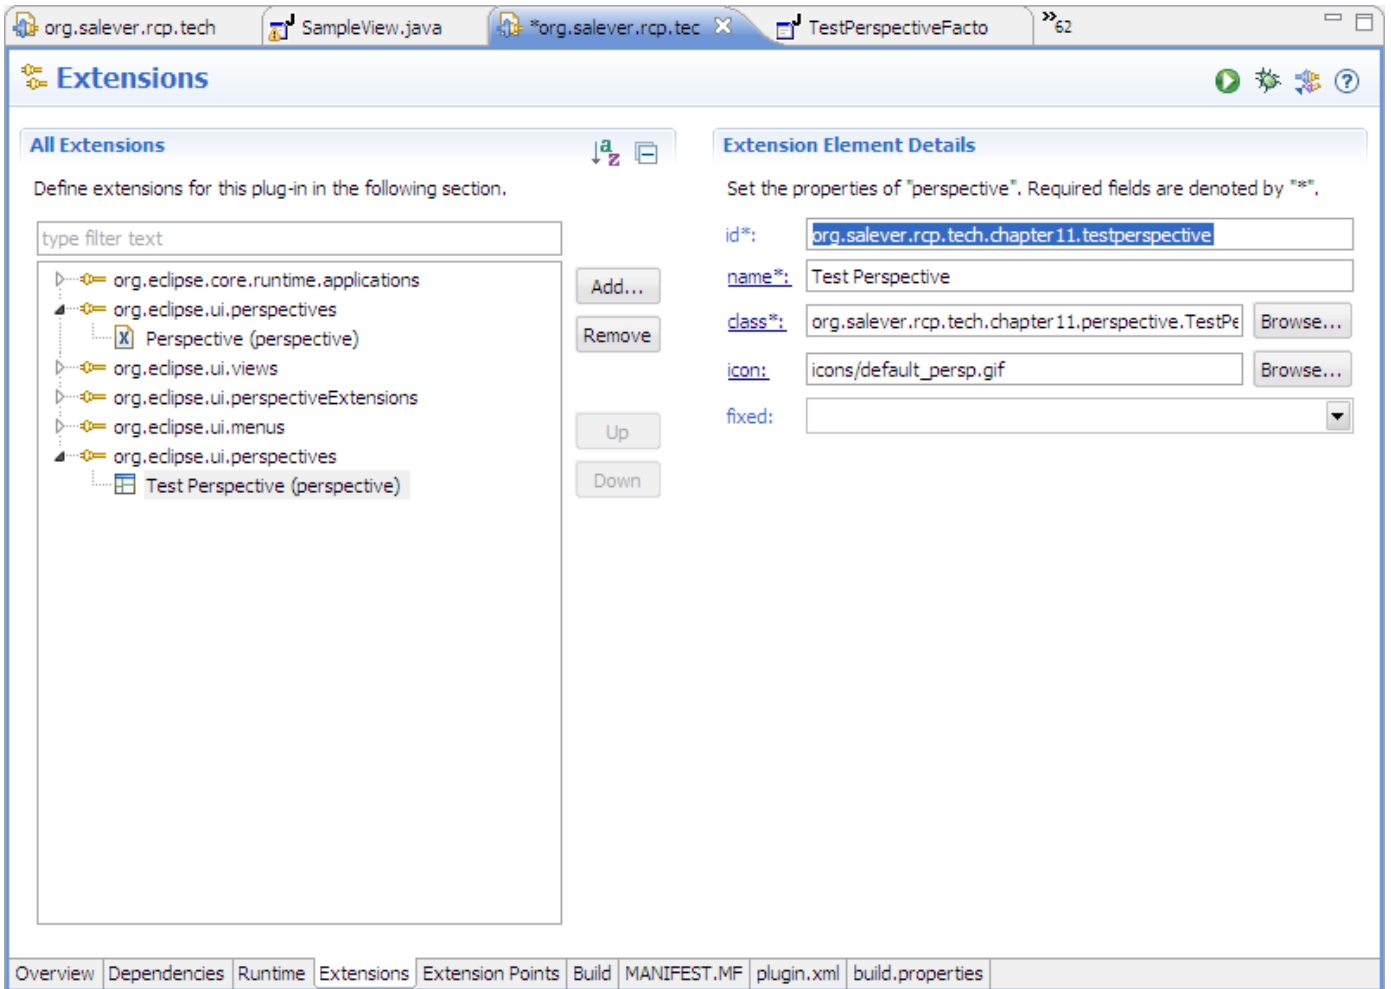 org.salever.rcp.tech
SampleView.java
*org.salever.rcp.tec
TestPerspectiveFacto
»62
Extensions
All Extensions
Define extensions for this plug-in in the following section.
type filter text
org.eclipse.core.runtime.applications
org.eclipse.ui.perspectives
Perspective (perspective)
org.eclipse.ui.views
org.eclipse.ui.perspectiveExtensions
org.eclipse.ui.menus
org.eclipse.ui.perspectives
Test Perspective (perspective)
Add...
Remove
Up
Down
Extension Element Details
Set the properties of "perspective". Required fields are denoted by "*".
id*: org.salever.rcp.tech.chapter11.testperspective
name*: Test Perspective
class*: org.salever.rcp.tech.chapter11.perspective.TestPe Browse...
icon: icons/default_persp.gif Browse...
fixed:
Overview Dependencies Runtime Extensions Extension Points Build MANIFEST.MF plugin.xml build.properties